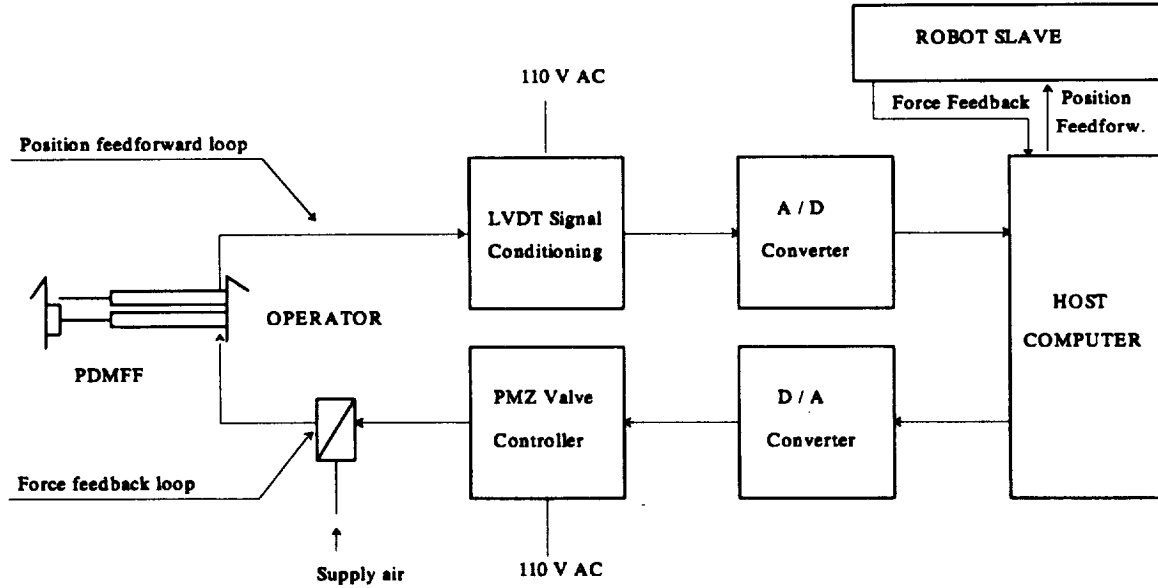 ROBOT SLAVE
110 V AC
Force Feedback
Position
Feedforw.
Position feedforward loop
LVDT Signal
Conditioning
A / D
Converter
HOST
COMPUTER
OPERATOR
PDMFF
PMZ Valve
Controller
D / A
Converter
Force feedback loop
Supply air
110 V AC